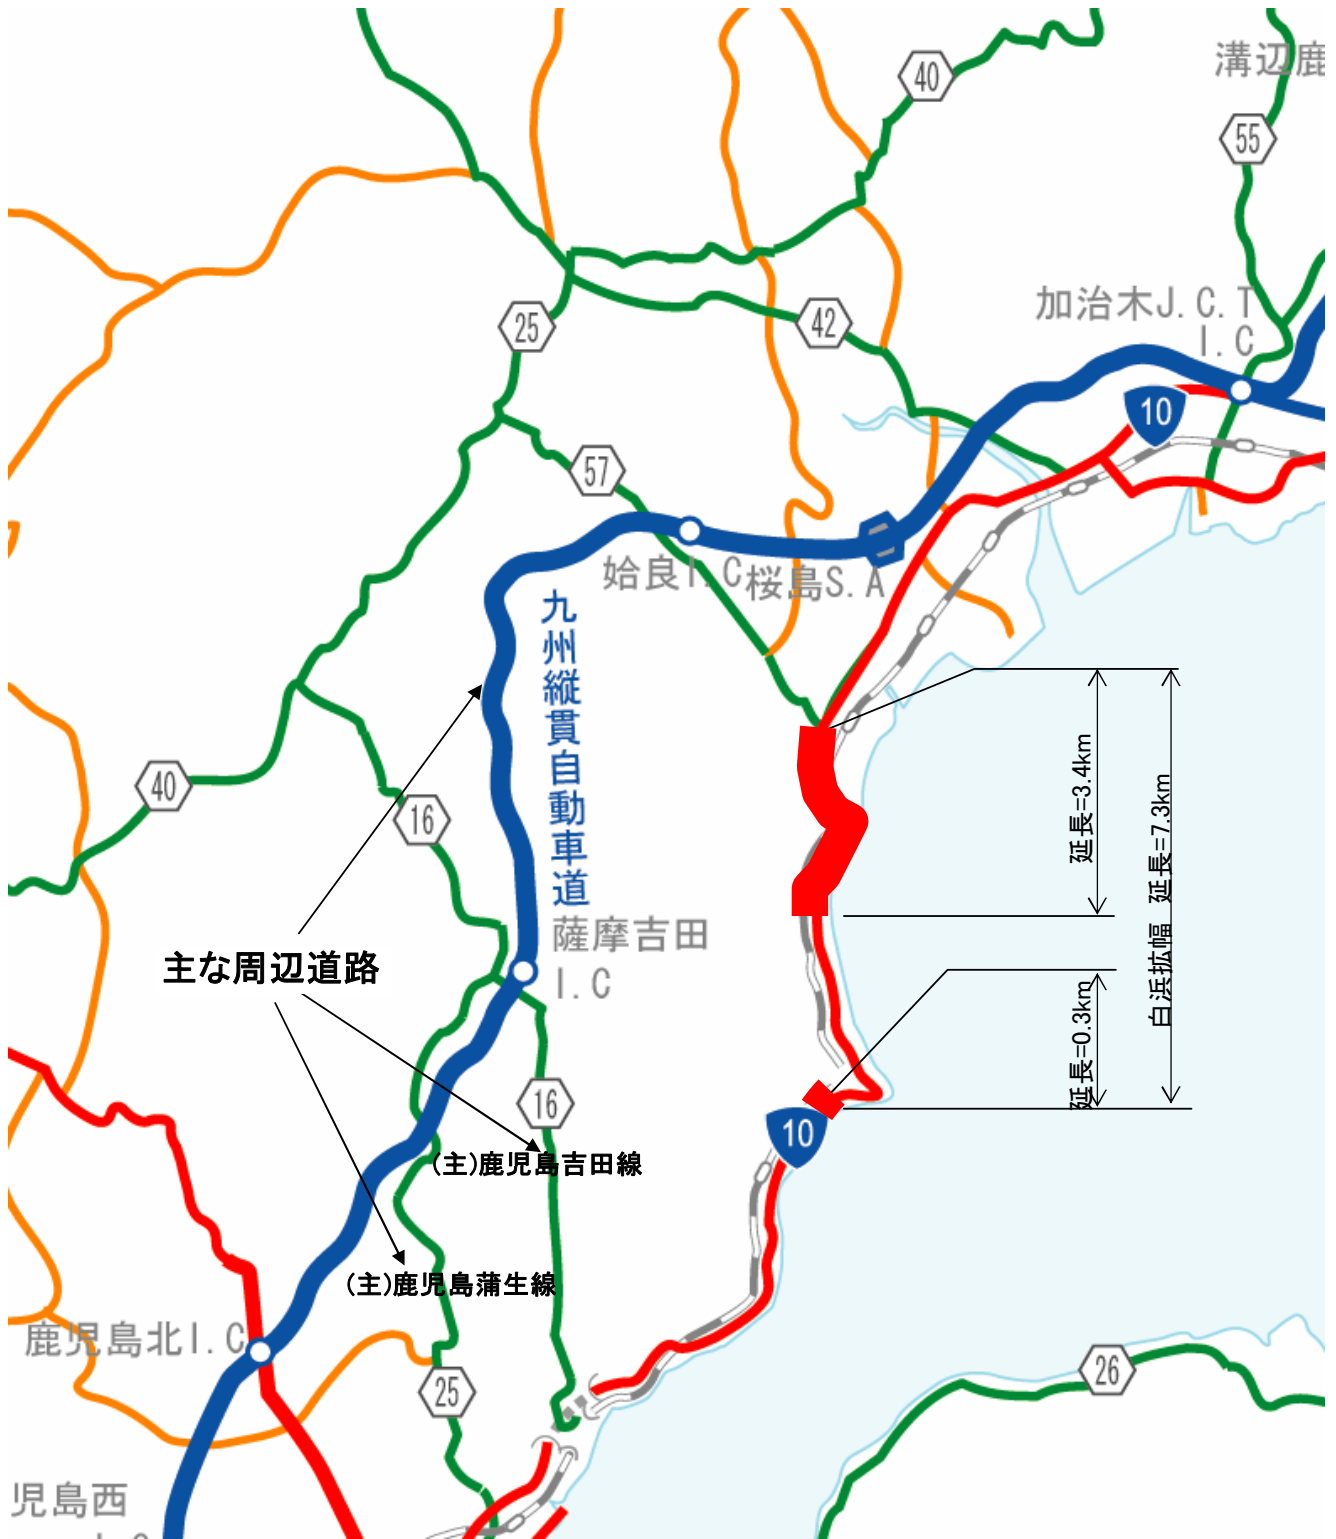 溝辺鹿
40
55
加治木J.C.T
I.C
25
42
10
57
姶良I.C
桜島S.A
九州縦貫自動車道
延長=3.4km
白浜拡幅 延長=7.3km
40
16
薩摩吉田
I.C
主な周辺道路
延長=0.3km
16
10
(主)鹿児島吉田線
(主)鹿児島蒲生線
鹿児島北I.C
25
26
児島西